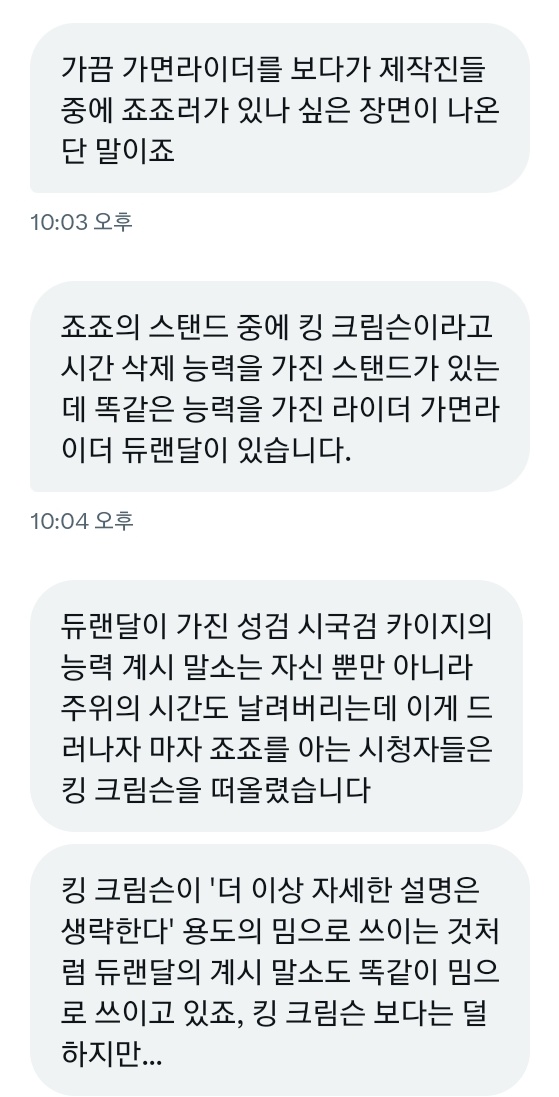 가끔 가면라이더를 보다가 제작진들
중에 죠죠러가 있나 싶은 장면이 나온
단 말이죠
10:03 오후
죠죠의 스탠드 중에 킹 크림슨이라고
시간 삭제 능력을 가진 스탠드가 있는
데 똑같은 능력을 가진 라이더 가면라
이더 듀랜달이 있습니다.
10:04 오후
듀랜달이 가진 성검 시국검 카이지의
능력 계시 말소는 자신 뿐만 아니라
주위의 시간도 날려버리는데 이게 드
러나자 마자 죠죠를 아는 시청자들은
킹 크림슨을 떠올렸습니다
킹 크림슨이 '더 이상 자세한 설명은
생략한다' 용도의 밈으로 쓰이는 것처
럼 듀랜달의 계시 말소도 똑같이 밈으
로 쓰이고 있죠, 킹 크림슨 보다는 덜
하지만...